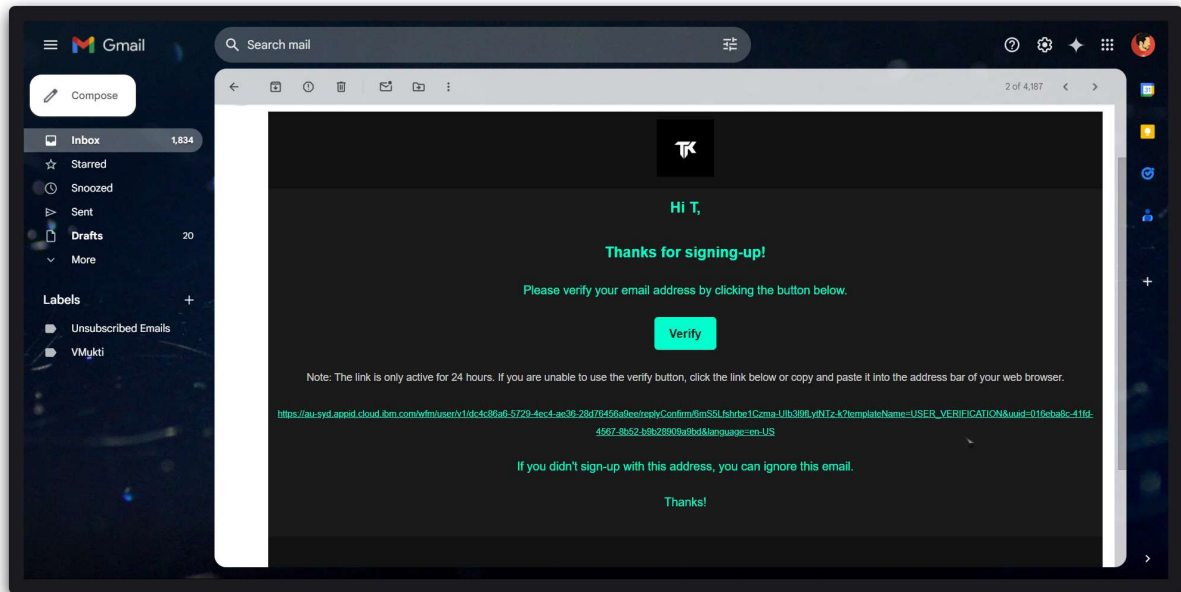 Gmail
Search mail
Compose
2 of 4,187
Inbox 1,834
Starred
Snoozed
Sent
Drafts 20
More
Labels
Unsubscribed Emails
VMukti
TK
Hi T,
Thanks for signing-up!
Please verify your email address by clicking the button below.
Verify
Note: The link is only active for 24 hours. If you are unable to use the verify button, click the link below or copy and paste it into the address bar of your web browser.
https://au-syd.appid.cloud.ibm.com/wfm/user/v1/dc4c86a6-5729-4ec4-ae36-28d76456a9ee/replyConfirm/6mS5Lfshrbe1Czma-Ulb3l9fLytNTz-k?templateName=USER_VERIFICATION&uuid=016eba8c-41fd-
4567-8b52-b9b28909a9bd&language=en-US
If you didn't sign-up with this address, you can ignore this email.
Thanks!
31